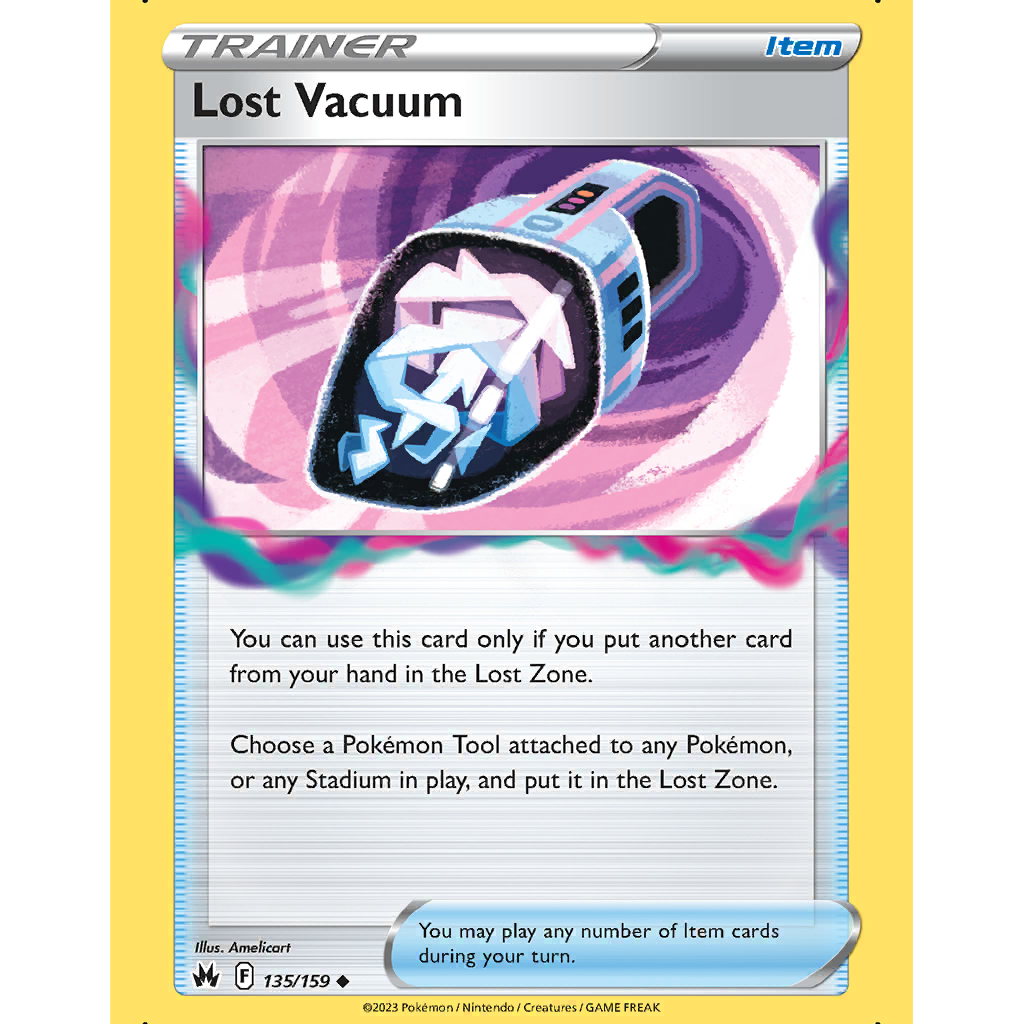 TRAINER
Item
Lost Vacuum
You can use this card only if you put another card
from your hand in the Lost Zone.
Choose a Pokémon Tool attached to any Pokémon,
or any Stadium in play, and put it in the Lost Zone.
You may play any number of Item cards
during your turn.
Illus. Amelicart
F 135/159 ◆
©2023 Pokémon / Nintendo / Creatures / GAME FREAK